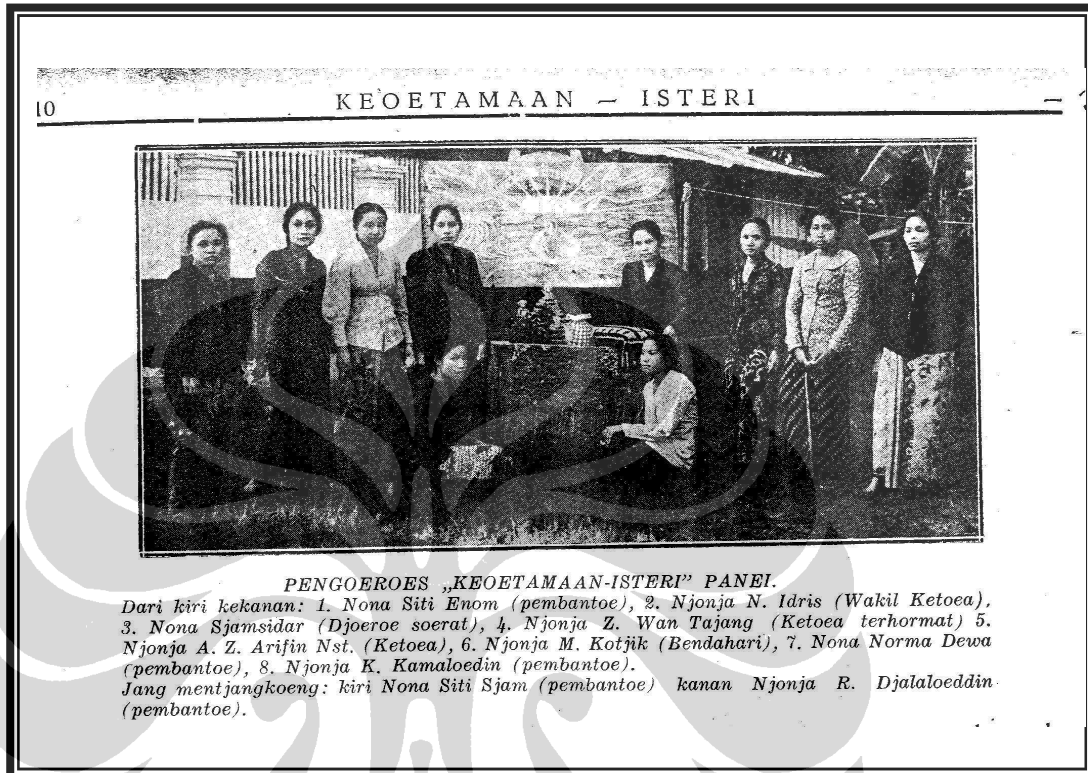 10
KEOETAMAAN — ISTERI
PENGOEROES „KEOETAMAAN-ISTERI” PANEI.
Dari kiri kekanan: 1. Nona Siti Enom (pembantoe), 2. Njonja N. Idris (Wakil Ketoea),
3. Nona Sjamsidar (Djoeroe soerat), 4. Njonja Z. Wan Tajang (Ketoea terhormat) 5.
Njonja A. Z. Arifin Nst. (Ketoea), 6. Njonja M. Kotjik (Bendahari), 7. Nona Norma Dewa
(pembantoe), 8. Njonja K. Kamaloedin (pembantoe).
Jang mentjangkoeng: kiri Nona Siti Sjam (pembantoe) kanan Njonja R. Djalaloeddin
(pembantoe).